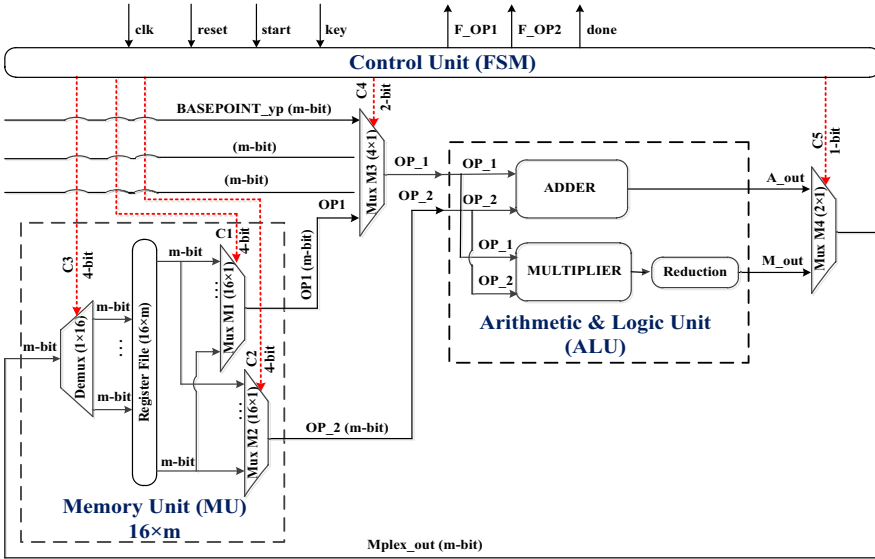 clk
reset
start
key
F_OP1
F_OP2
done
Control Unit (FSM)
C4
2-bit
C5
1-bit
BASEPOINT_yp (m-bit)
(m-bit)
(m-bit)
Mux M3 (4×1)
OP_1
OP_1
OP_2
OP_2
ADDER
A_out
OP1
OP_1
OP_2
MULTIPLIER
Reduction
M_out
Mux M4 (2×1)
Arithmetic & Logic Unit
(ALU)
C3
4-bit
C1
4-bit
C2
4-bit
m-bit
m-bit
m-bit
Demux (1×16)
...
Register File (16×m)
m-bit
m-bit
...
Mux M1 (16×1)
OP1 (m-bit)
...
Mux M2 (16×1)
OP_2 (m-bit)
Memory Unit (MU)
16×m
Mplex_out (m-bit)